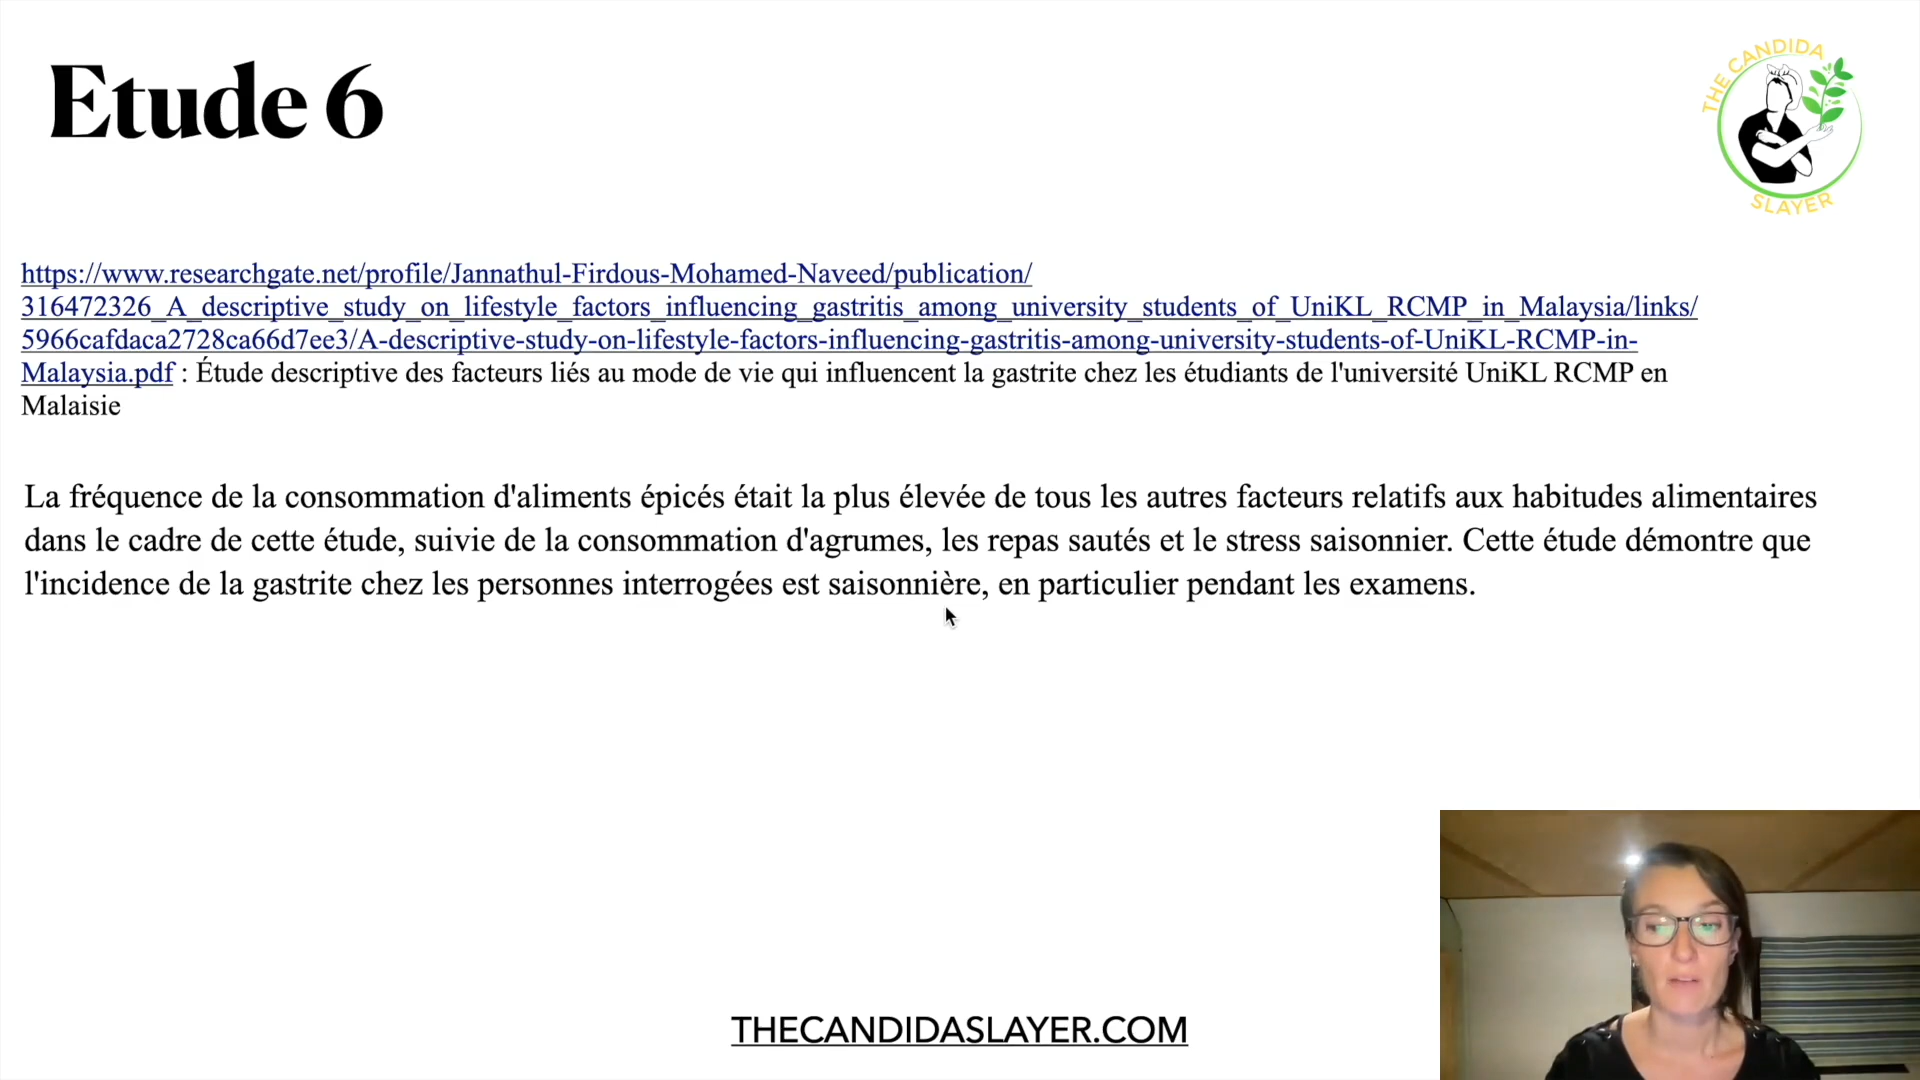 Etude 6
THE CANDIDA
SLAYER
https://www.researchgate.net/profile/Jannathul-Firdous-Mohamed-Naveed/publication/
316472326_A_descriptive_study_on_lifestyle_factors_influencing_gastritis_among_university_students_of_UniKL_RCMP_in_Malaysia/links/
5966cafdaca2728ca66d7ee3/A-descriptive-study-on-lifestyle-factors-influencing-gastritis-among-university-students-of-UniKL-RCMP-in-
Malaysia.pdf : Étude descriptive des facteurs liés au mode de vie qui influencent la gastrite chez les étudiants de l'université UniKL RCMP en
Malaisie
La fréquence de la consommation d'aliments épicés était la plus élevée de tous les autres facteurs relatifs aux habitudes alimentaires
dans le cadre de cette étude, suivie de la consommation d'agrumes, les repas sautés et le stress saisonnier. Cette étude démontre que
l'incidence de la gastrite chez les personnes interrogées est saisonnière, en particulier pendant les examens.
THECANDIDASLAYER.COM